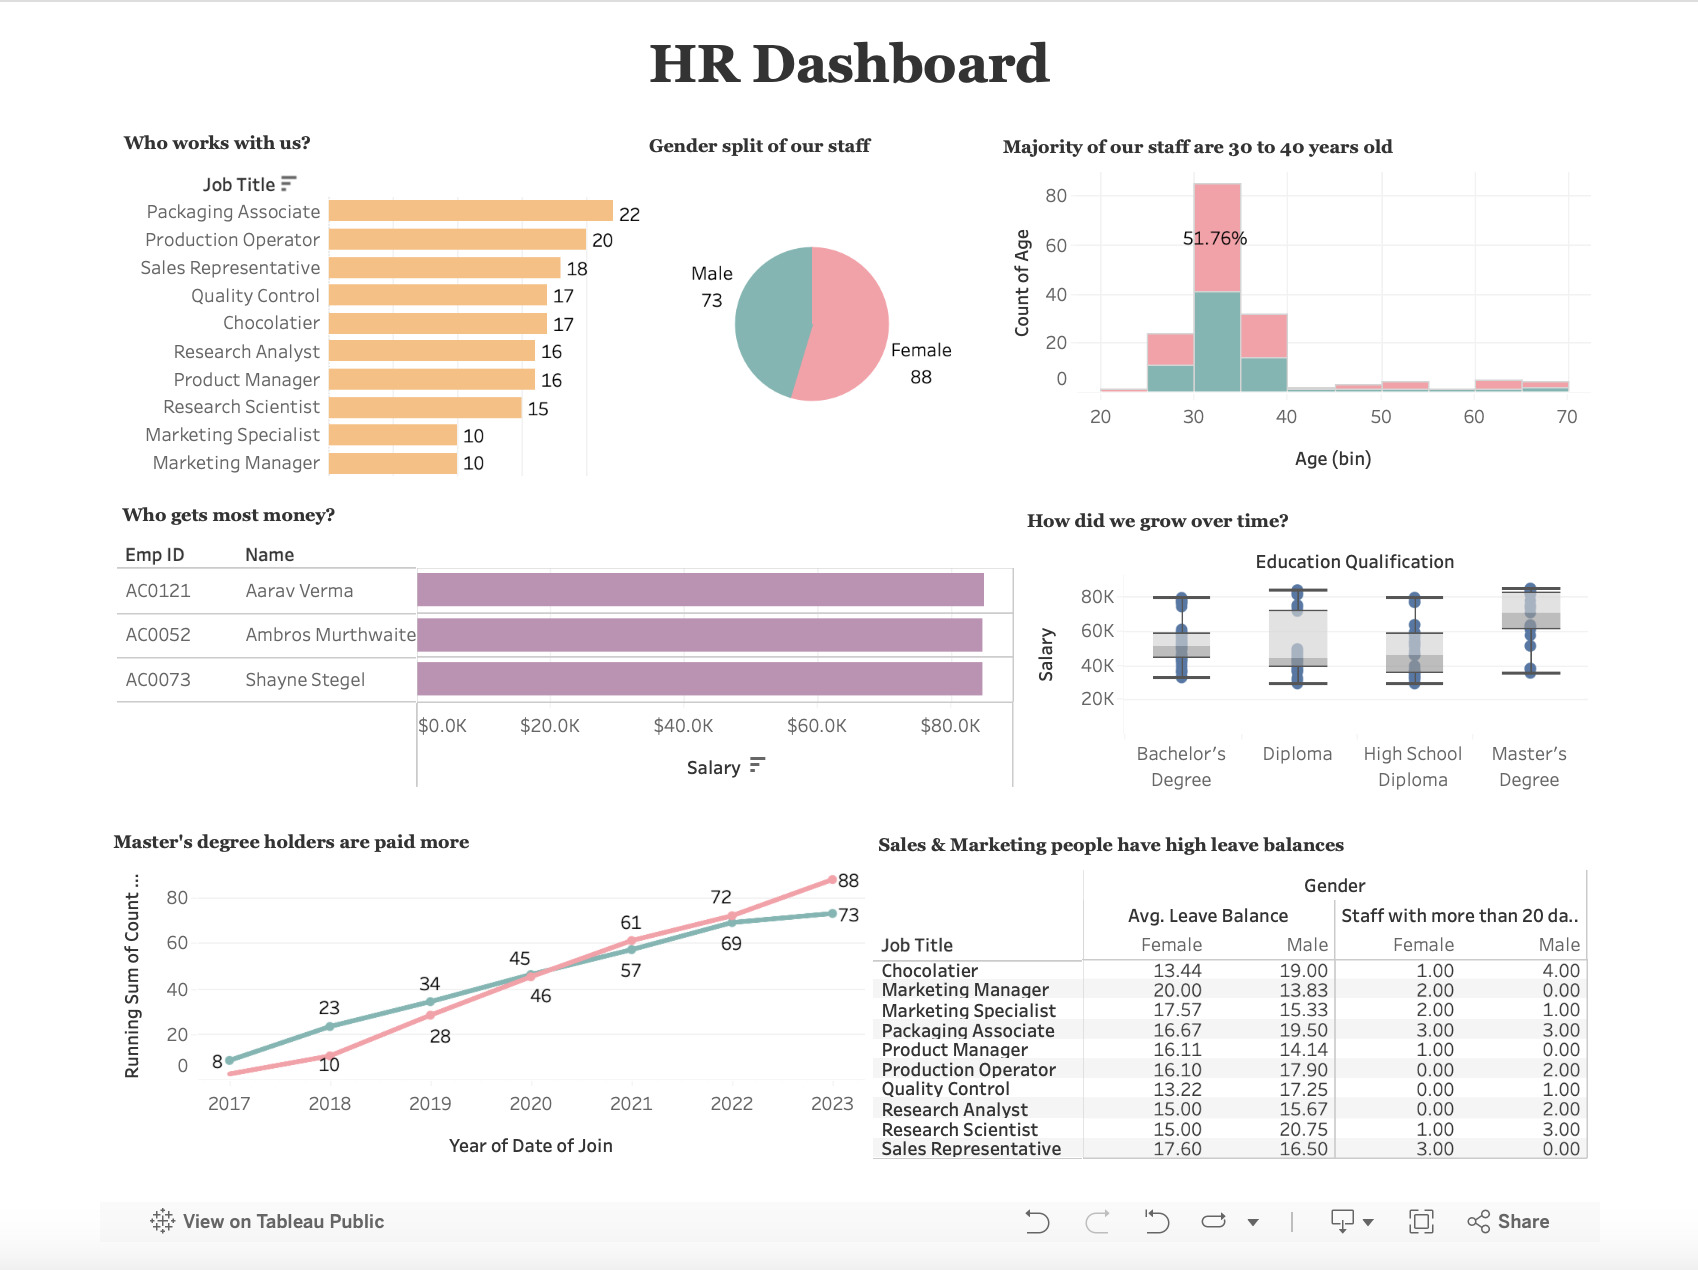 HR Dashboard
Who works with us?
Job Title
Packaging Associate 22
Production Operator 20
Sales Representative 18
Quality Control 17
Chocolatier 17
Research Analyst 16
Product Manager 16
Research Scientist 15
Marketing Specialist 10
Marketing Manager 10
Gender split of our staff
Male
73
Female
88
Majority of our staff are 30 to 40 years old
Count of Age
80
60
40
20
0
51.76%
20 30 40 50 60 70
Age (bin)
Who gets most money?
Emp ID Name
AC0121 Aarav Verma
AC0052 Ambros Murthwaite
AC0073 Shayne Stegel
$0.0K $20.0K $40.0K $60.0K $80.0K
Salary
How did we grow over time?
Education Qualification
Salary
80K
60K
40K
20K
Bachelor's Degree
Diploma
High School Diploma
Master's Degree
Master's degree holders are paid more
Running Sum of Count ...
80
60
40
20
0
8
23
10
34
28
45
46
61
57
72
69
88
73
2017 2018 2019 2020 2021 2022 2023
Year of Date of Join
Sales & Marketing people have high leave balances
Gender
Avg. Leave Balance Staff with more than 20 da..
Job Title Female Male Female Male
Chocolatier 13.44 19.00 1.00 4.00
Marketing Manager 20.00 13.83 2.00 0.00
Marketing Specialist 17.57 15.33 2.00 1.00
Packaging Associate 16.67 19.50 3.00 3.00
Product Manager 16.11 14.14 1.00 0.00
Production Operator 16.10 17.90 0.00 2.00
Quality Control 13.22 17.25 0.00 1.00
Research Analyst 15.00 15.67 0.00 2.00
Research Scientist 15.00 20.75 1.00 3.00
Sales Representative 17.60 16.50 3.00 0.00
View on Tableau Public
Share